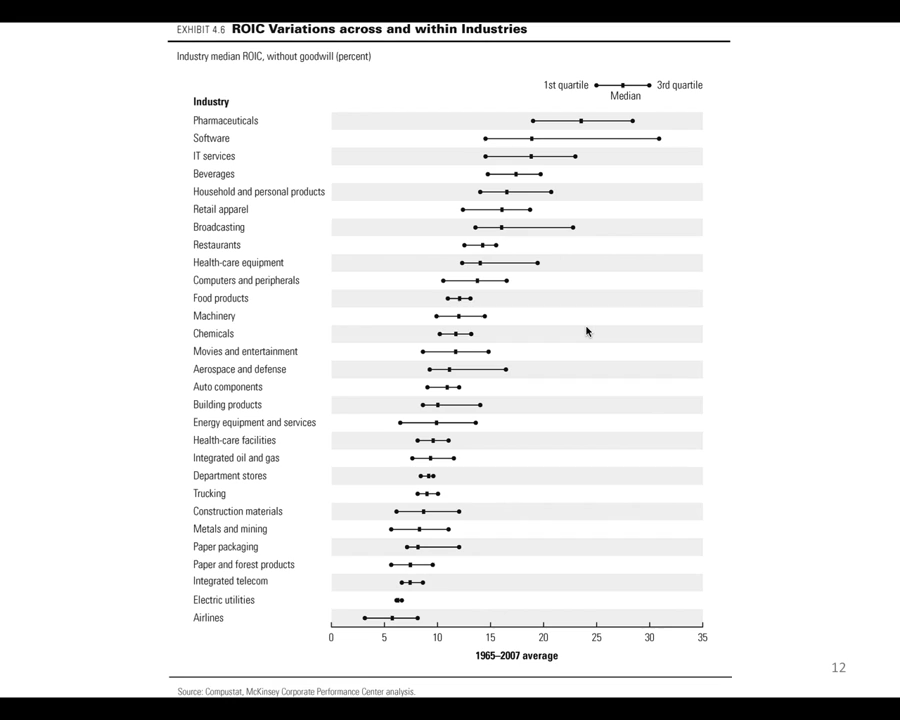 EXHIBIT 4.6 ROIC Variations across and within Industries
Industry median ROIC, without goodwill (percent)
1st quartile 3rd quartile
Median
Industry
Pharmaceuticals
Software
IT services
Beverages
Household and personal products
Retail apparel
Broadcasting
Restaurants
Health-care equipment
Computers and peripherals
Food products
Machinery
Chemicals
Movies and entertainment
Aerospace and defense
Auto components
Building products
Energy equipment and services
Health-care facilities
Integrated oil and gas
Department stores
Trucking
Construction materials
Metals and mining
Paper packaging
Paper and forest products
Integrated telecom
Electric utilities
Airlines
0 5 10 15 20 25 30 35
1965–2007 average
12
Source: Compustat, McKinsey Corporate Performance Center analysis.